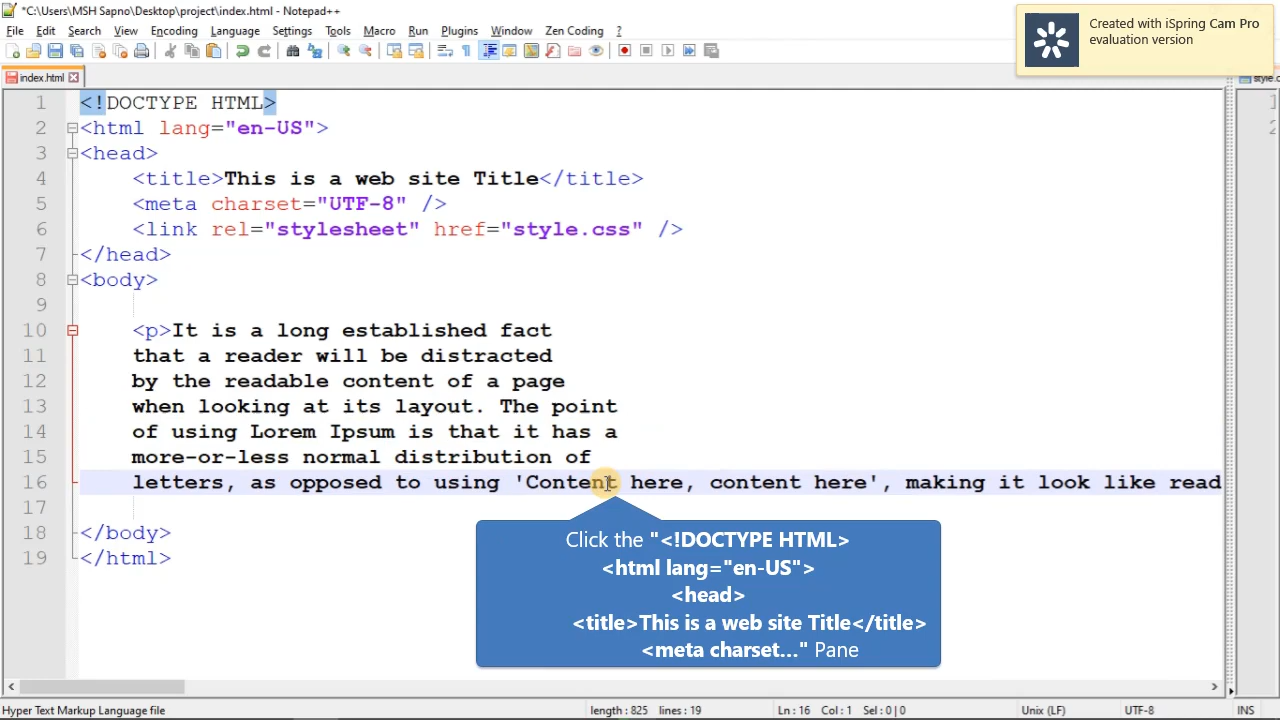 *C:\Users\MSH Sapno\Desktop\project\index.html - Notepad++
File Edit Search View Encoding Language Settings Tools Macro Run Plugins Window Zen Coding ?
Created with iSpring Cam Pro
evaluation version
index.html
style.c
1 <!DOCTYPE HTML>
2 <html lang="en-US">
3 <head>
4 <title>This is a web site Title</title>
5 <meta charset="UTF-8" />
6 <link rel="stylesheet" href="style.css" />
7 </head>
8 <body>
9
10 <p>It is a long established fact
11 that a reader will be distracted
12 by the readable content of a page
13 when looking at its layout. The point
14 of using Lorem Ipsum is that it has a
15 more-or-less normal distribution of
16 letters, as opposed to using 'Content here, content here', making it look like read
17
18 </body>
19 </html>
1
2
Click the "<!DOCTYPE HTML>
<html lang="en-US">
<head>
<title>This is a web site Title</title>
<meta charset..." Pane
Hyper Text Markup Language file length : 825 lines : 19 Ln : 16 Col : 1 Sel : 0 | 0 Unix (LF) UTF-8 INS